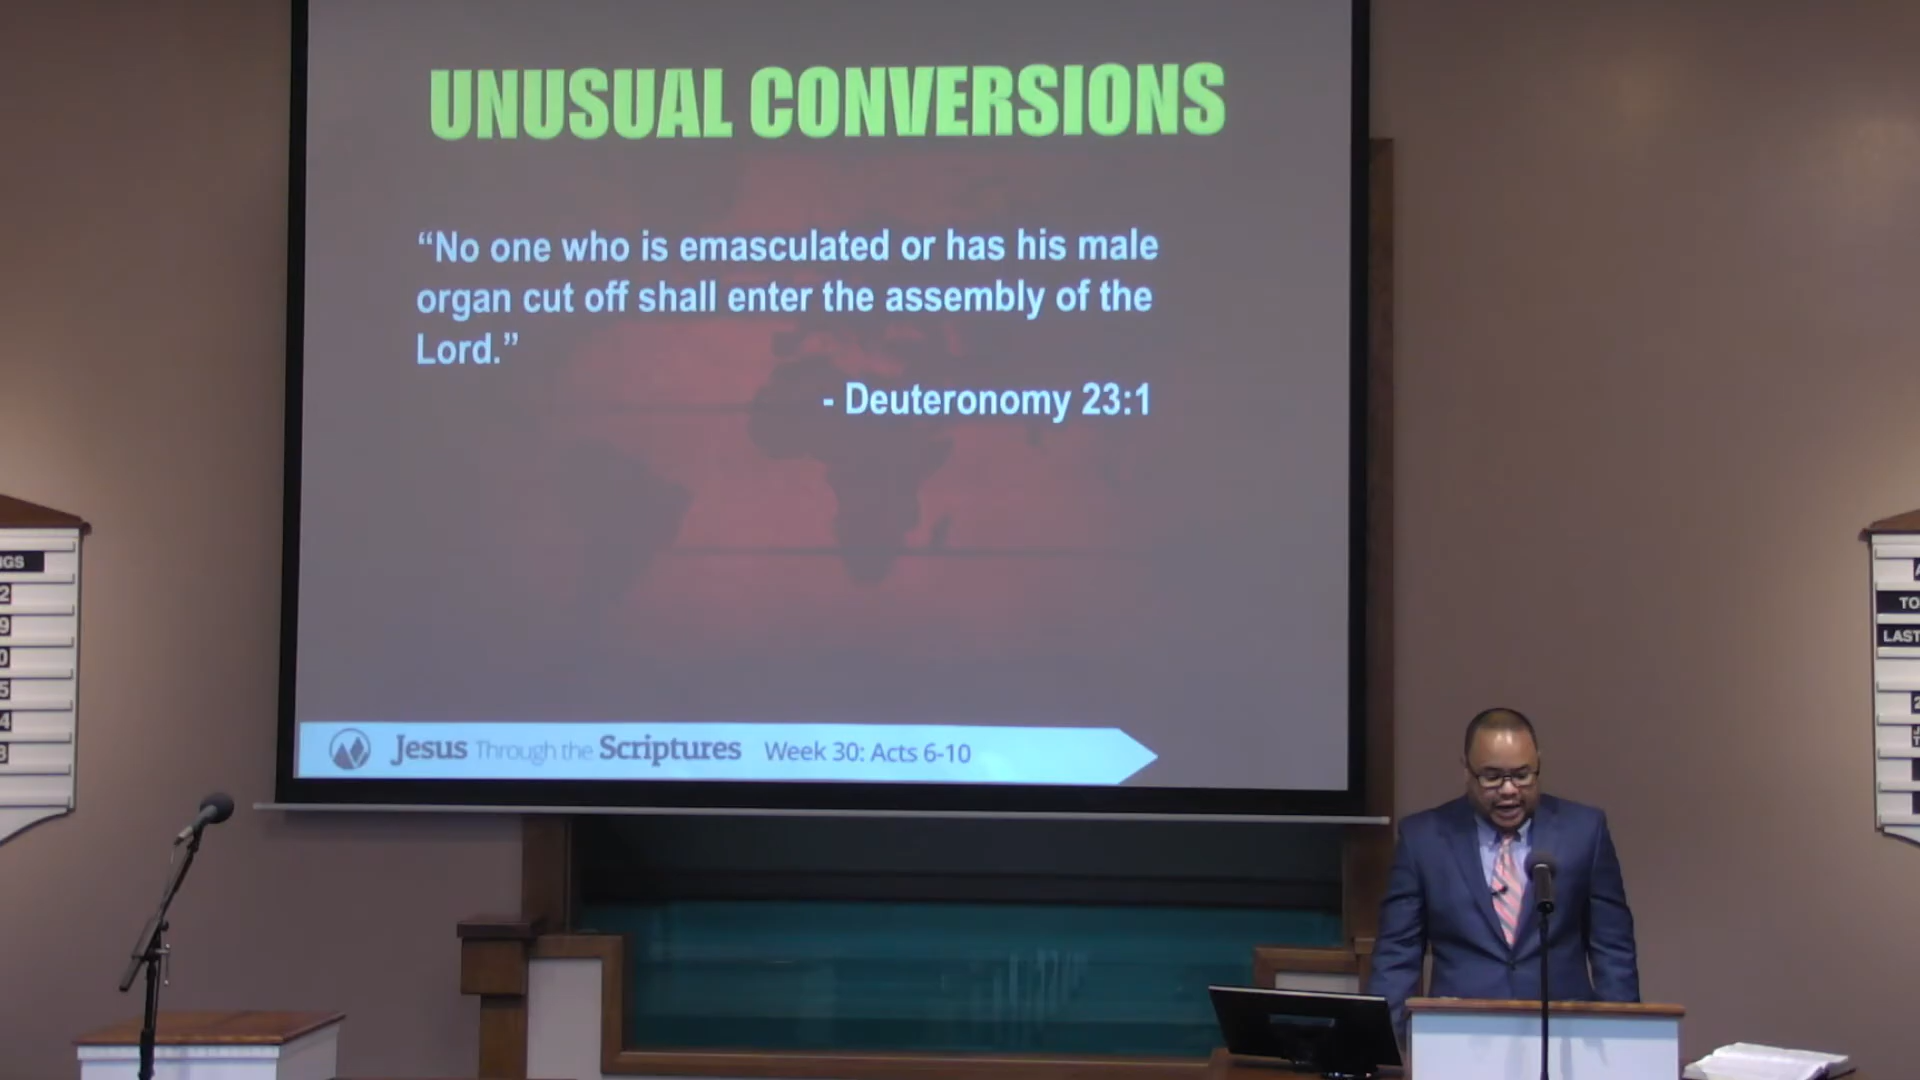 UNUSUAL CONVERSIONS
“No one who is emasculated or has his male
organ cut off shall enter the assembly of the
Lord.”
- Deuteronomy 23:1
Jesus Through the Scriptures Week 30: Acts 6-10